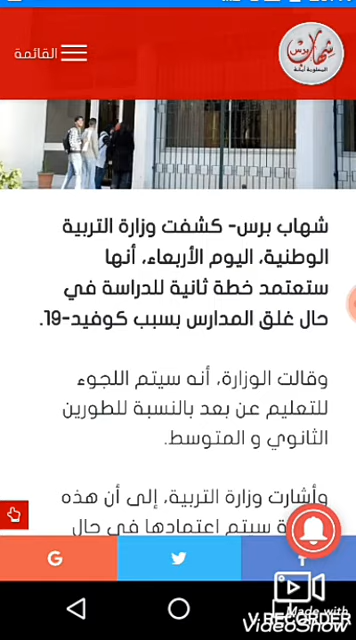 القائمة
شهاب برس
شهاب برس- كشفت وزارة التربية
الوطنية، اليوم الأربعاء، أنها
ستعتمد خطة ثانية للدراسة في
حال غلق المدارس بسبب كوفيد-19.
وقالت الوزارة، أنه سيتم اللجوء
للتعليم عن بعد بالنسبة للطورين
الثانوي و المتوسط.
وأشارت وزارة التربية، إلى أن هذه
سيتم اعتمادها في حال
G
f
Made with
V RECORDER
VideoShow